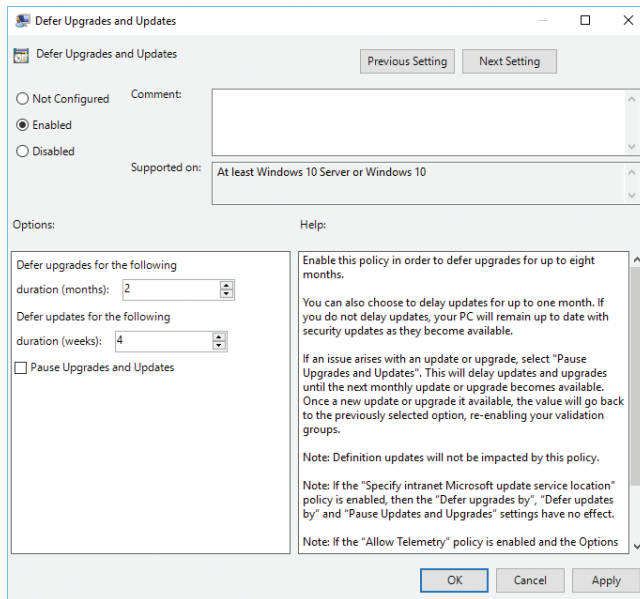 Defer Upgrades and Updates
Defer Upgrades and Updates
Previous Setting
Next Setting
Not Configured
Comment:
Enabled
Disabled
Supported on:
At least Windows 10 Server or Windows 10
Options:
Help:
Defer upgrades for the following
duration (months): 2
Defer updates for the following
duration (weeks): 4
Pause Upgrades and Updates
Enable this policy in order to defer upgrades for up to eight
months.
You can also choose to delay updates for up to one month. If
you do not delay updates, your PC will remain up to date with
security updates as they become available.
If an issue arises with an update or upgrade, select "Pause
Upgrades and Updates". This will delay updates and upgrades
until the next monthly update or upgrade becomes available.
Once a new update or upgrade it available, the value will go back
to the previously selected option, re-enabling your validation
groups.
Note: Definition updates will not be impacted by this policy.
Note: If the "Specify intranet Microsoft update service location"
policy is enabled, then the "Defer upgrades by", "Defer updates
by" and "Pause Updates and Upgrades" settings have no effect.
Note: If the "Allow Telemetry" policy is enabled and the Options
OK
Cancel
Apply